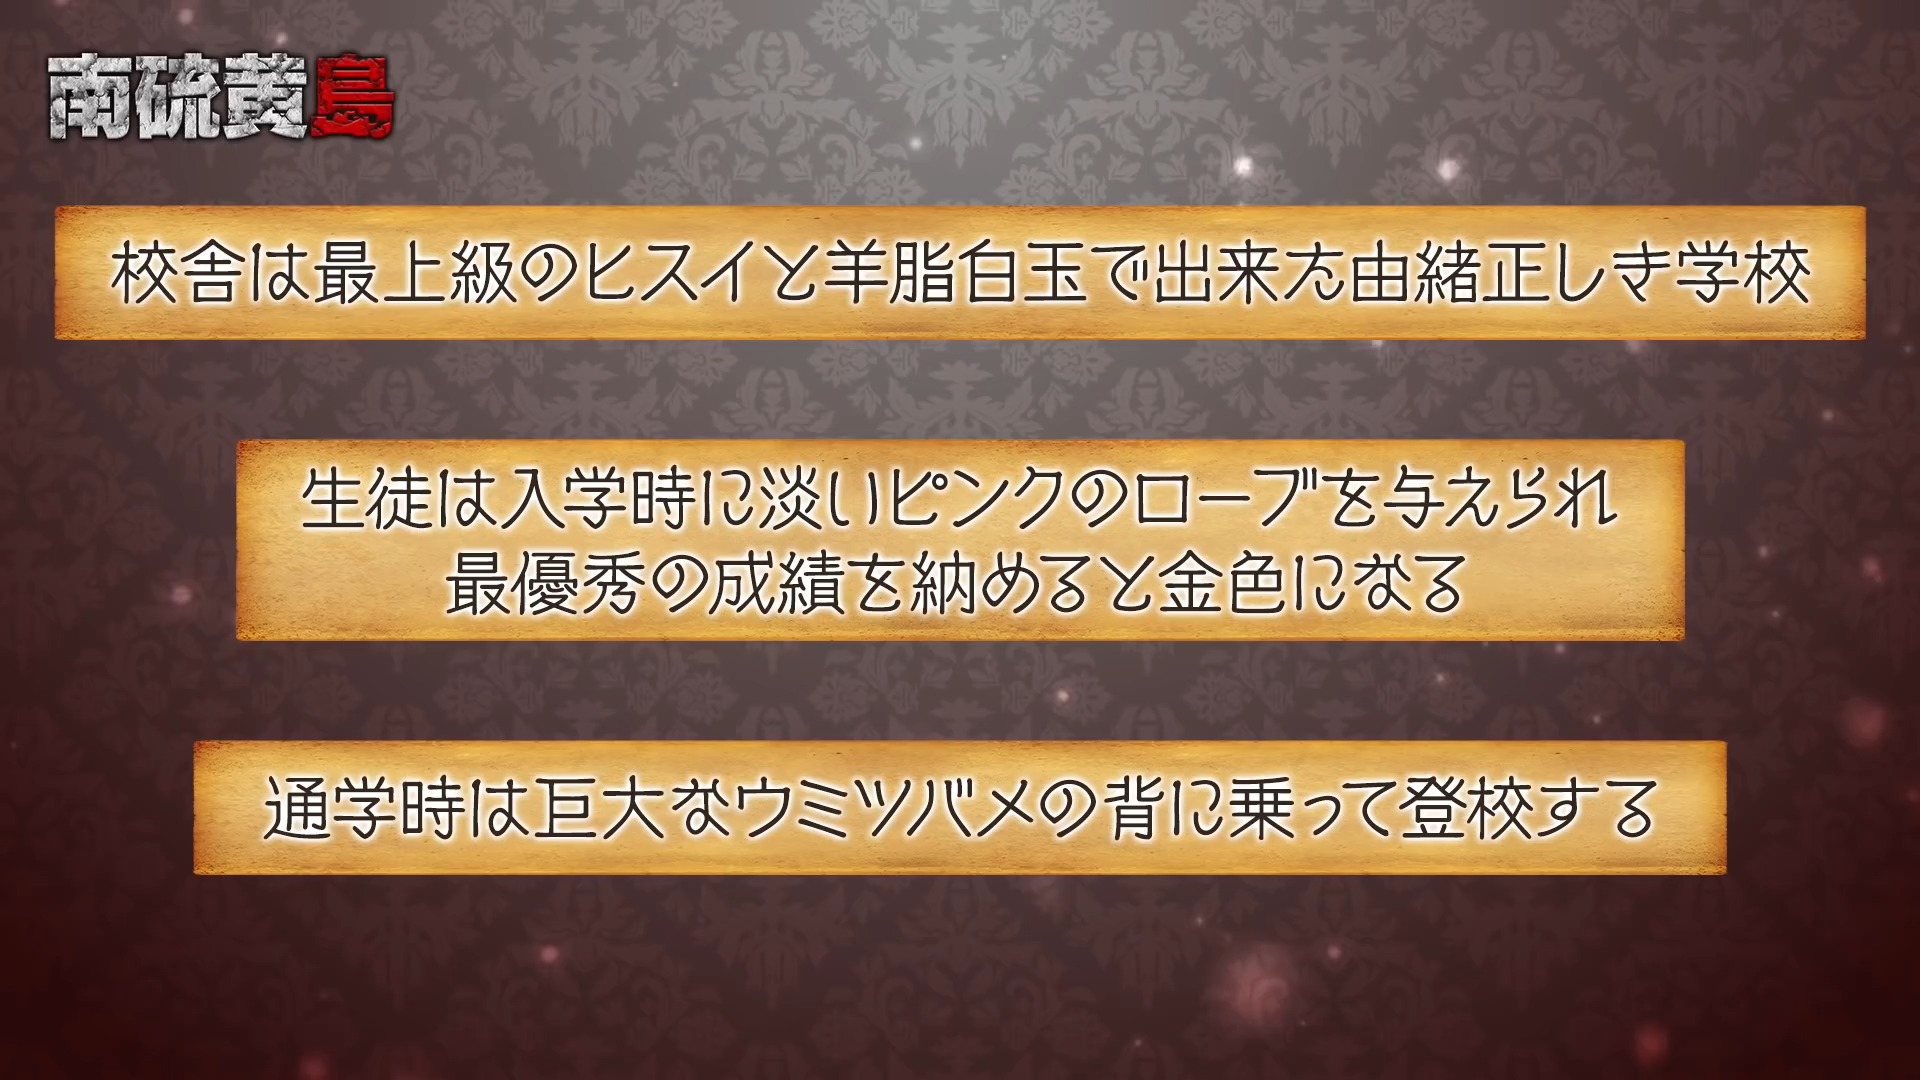 南硫黄島
校舎は最上級のヒスイと羊脂白玉で出来た由緒正しき学校
生徒は入学時に淡いピンクのローブを与えられ
最優秀の成績を納めると金色になる
通学時は巨大なウミツバメの背に乗って登校する